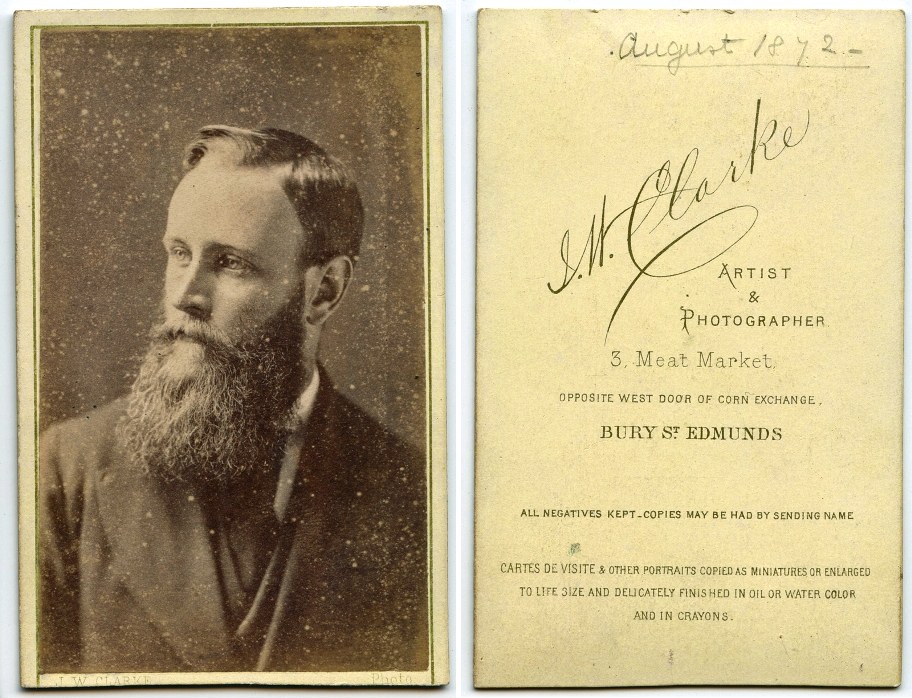 J. W. CLARKE Photo.
August 1872-
J.W. Clarke
ARTIST
&
PHOTOGRAPHER
3, Meat Market,
OPPOSITE WEST DOOR OF CORN EXCHANGE,
BURY ST EDMUNDS
ALL NEGATIVES KEPT-COPIES MAY BE HAD BY SENDING NAME
CARTES DE VISITE & OTHER PORTRAITS COPIED AS MINIATURES OR ENLARGED
TO LIFE SIZE AND DELICATELY FINISHED IN OIL OR WATER COLOR
AND IN CRAYONS.